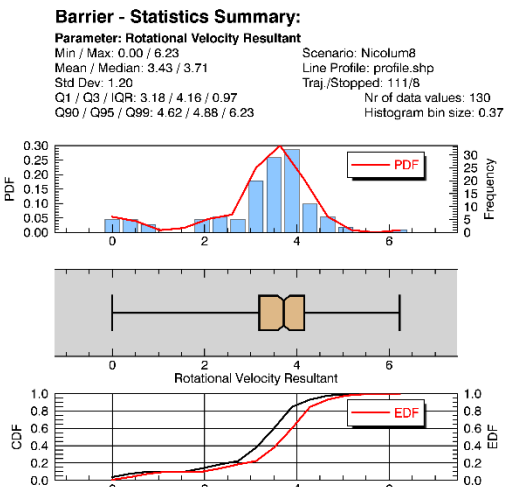 Barrier - Statistics Summary:
Parameter: Rotational Velocity Resultant
Min / Max: 0.00 / 6.23
Scenario: Nicolum8
Mean / Median: 3.43 / 3.71
Line Profile: profile.shp
Std Dev: 1.20
Traj./Stopped: 111/8
Q1 / Q3 / IQR: 3.18 / 4.16 / 0.97
Nr of data values: 130
Q90 / Q95 / Q99: 4.62 / 4.88 / 6.23
Histogram bin size: 0.37
PDF
0.30
0.25
0.20
0.15
0.10
0.05
0.00
PDF
30
25
20
15
10
5
0
Frequency
0 2 4 6
0 2 4 6
Rotational Velocity Resultant
CDF
1.0
0.8
0.6
0.4
0.2
0.0
EDF
1.0
0.8
0.6
0.4
0.2
0.0
EDF